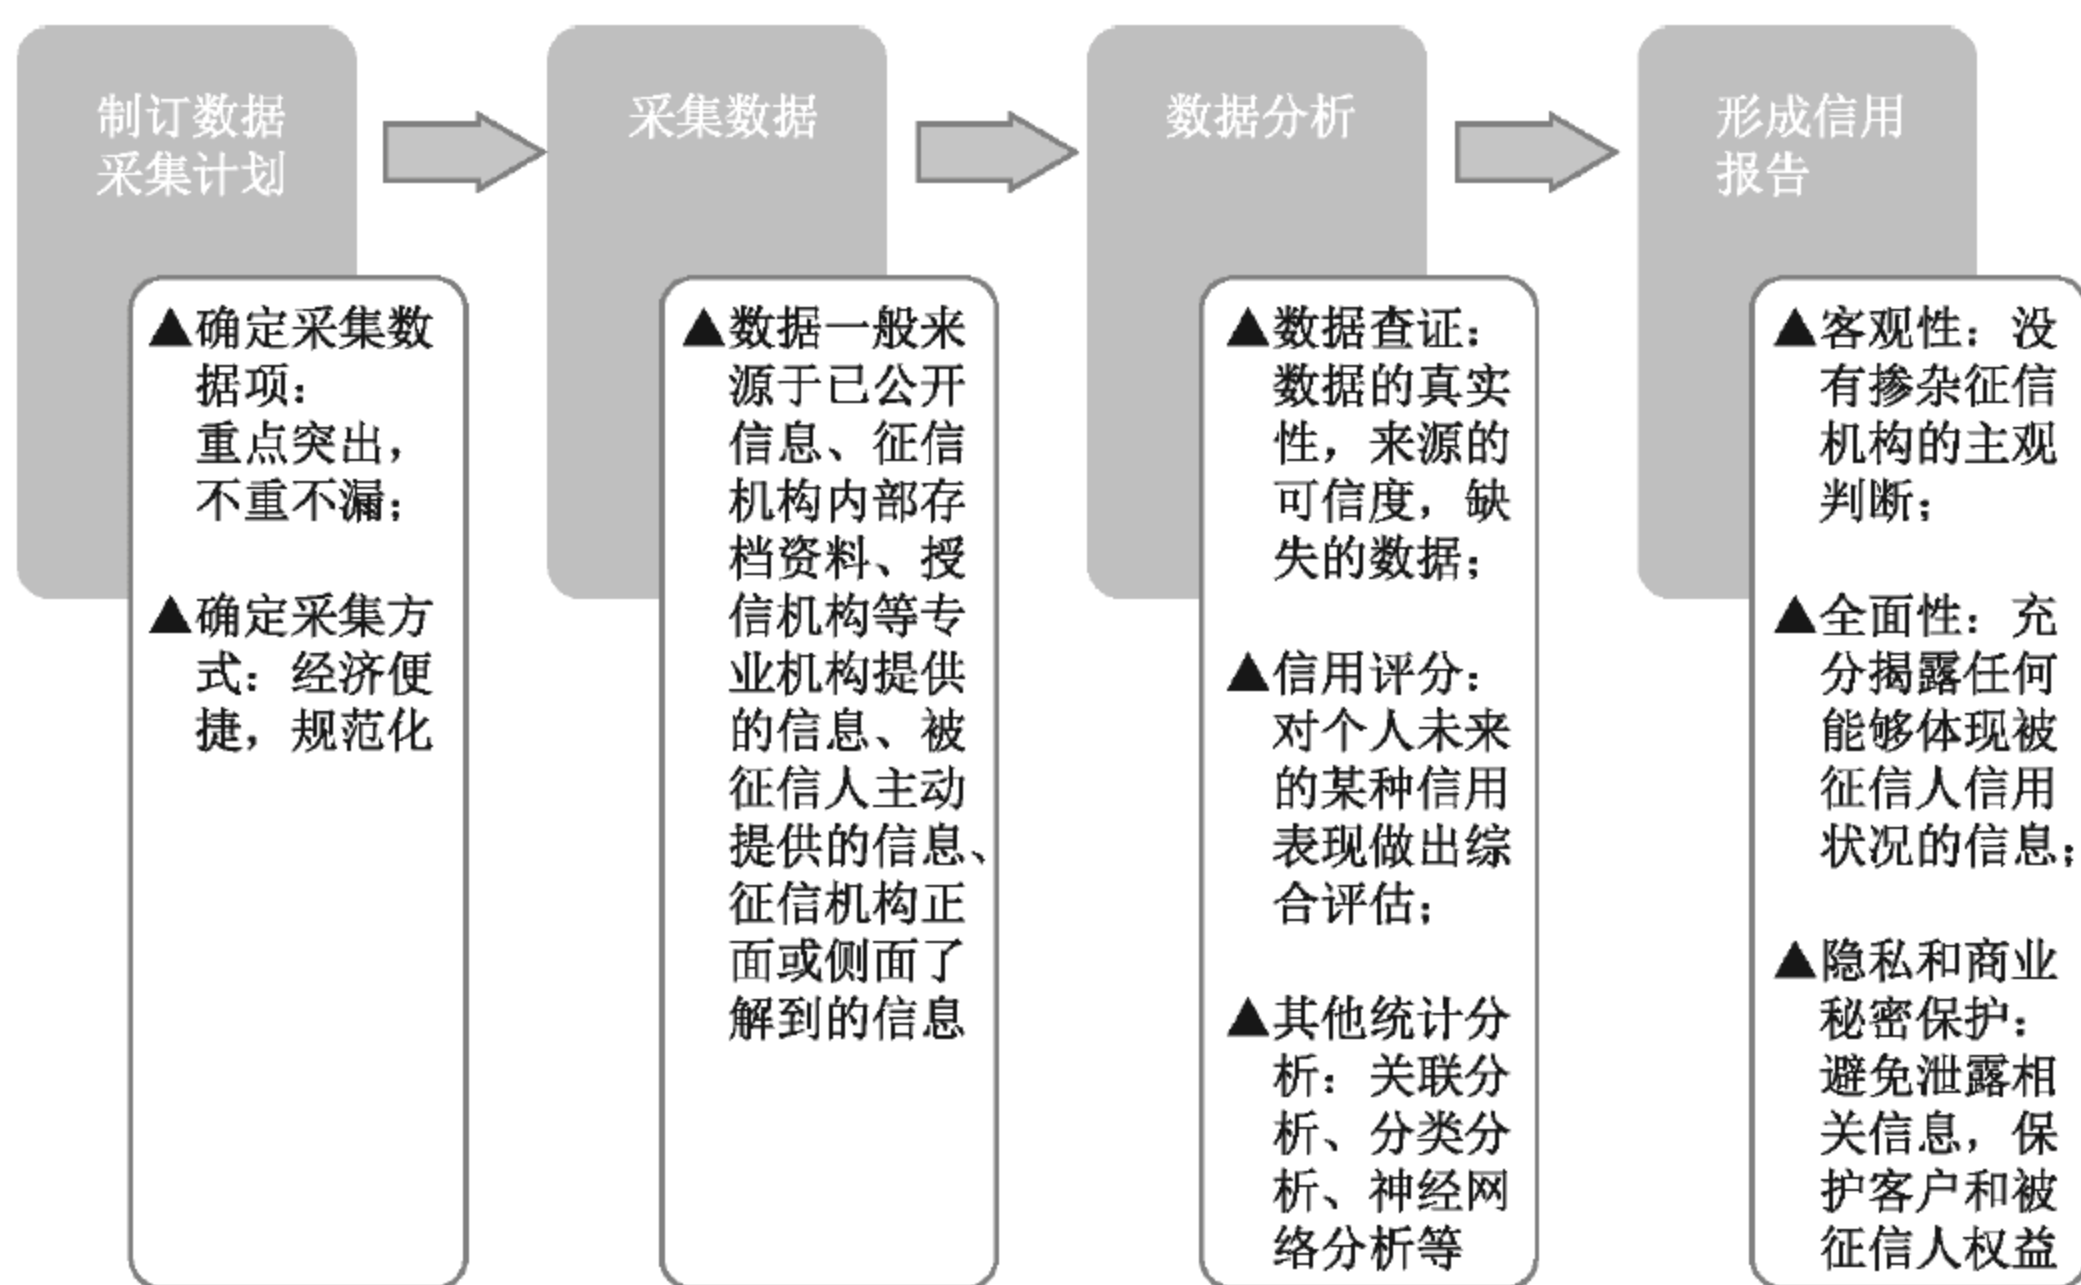 制订数据
采集计划
采集数据
数据分析
形成信用
报告
▲确定采集数
据项：
重点突出，
不重不漏；
▲确定采集方
式：经济便
捷，规范化
▲数据一般来
源于已公开
信息、征信
机构内部存
档资料、授
信机构等专
业机构提供
的信息、被
征信人主动
提供的信息、
征信机构正
面或侧面了
解到的信息
▲数据查证：
数据的真实
性，来源的
可信度，缺
失的数据；
▲信用评分：
对个人未来
的某种信用
表现做出综
合评估；
▲其他统计分
析：关联分
析、分类分
析、神经网
络分析等
▲客观性：没
有掺杂征信
机构的主观
判断；
▲全面性：充
分揭露任何
能够体现被
征信人信用
状况的信息；
▲隐私和商业
秘密保护：
避免泄露相
关信息，保
护客户和被
征信人权益